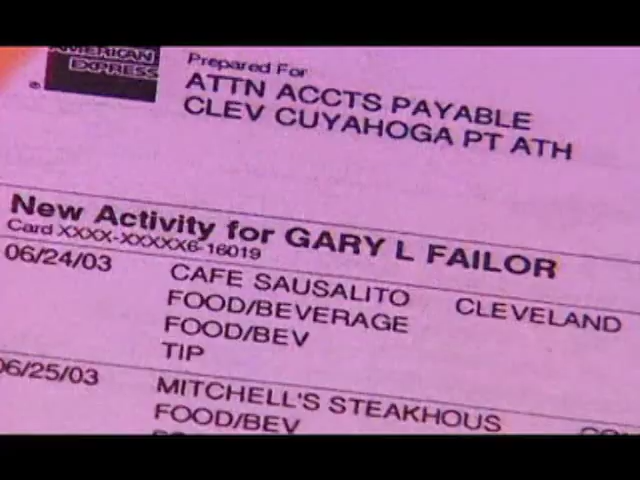 AMERICAN
EXPRESS
®
Prepared For
ATTN ACCTS PAYABLE
CLEV CUYAHOGA PT ATH
New Activity for GARY L FAILOR
Card XXXX-XXXXX6-16019
06/24/03 CAFE SAUSALITO CLEVELAND
FOOD/BEVERAGE
FOOD/BEV
TIP
06/25/03 MITCHELL'S STEAKHOUS
FOOD/BEV